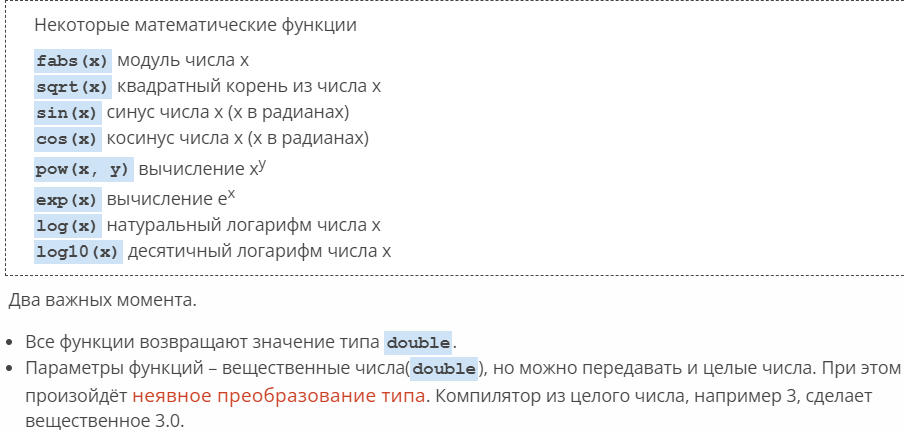 Некоторые математические функции
fabs(x) модуль числа x
sqrt(x) квадратный корень из числа x
sin(x) синус числа x (x в радианах)
cos(x) косинус числа x (x в радианах)
pow(x, y) вычисление x^y
exp(x) вычисление e^x
log(x) натуральный логарифм числа x
log10(x) десятичный логарифм числа x
Два важных момента.
• Все функции возвращают значение типа double.
• Параметры функций – вещественные числа(double), но можно передавать и целые числа. При этом
произойдёт неявное преобразование типа. Компилятор из целого числа, например 3, сделает
вещественное 3.0.